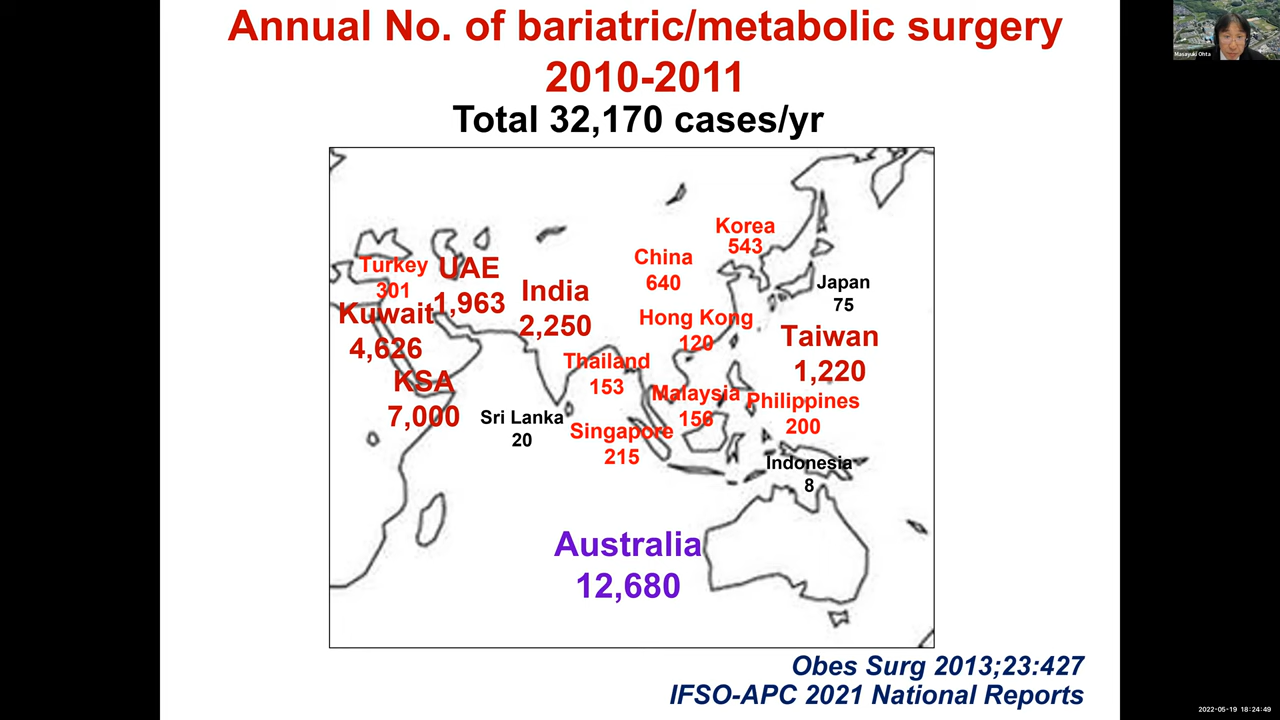 Annual No. of bariatric/metabolic surgery
2010-2011
Total 32,170 cases/yr
Masayuki Ohta
Korea
543
China
640
Turkey
301
UAE
1,963
India
2,250
Japan
75
Kuwait
4,626
Hong Kong
120
Taiwan
1,220
Thailand
153
KSA
7,000
Malaysia
156
Philippines
200
Sri Lanka
20
Singapore
215
Indonesia
8
Australia
12,680
Obes Surg 2013;23:427
IFSO-APC 2021 National Reports
2022-05-19 18:24:49